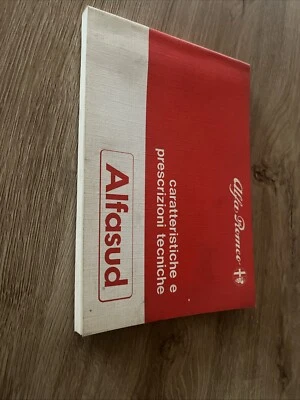 Alfa-Romeo
caratteristiche e
prescrizioni tecniche
Alfasud